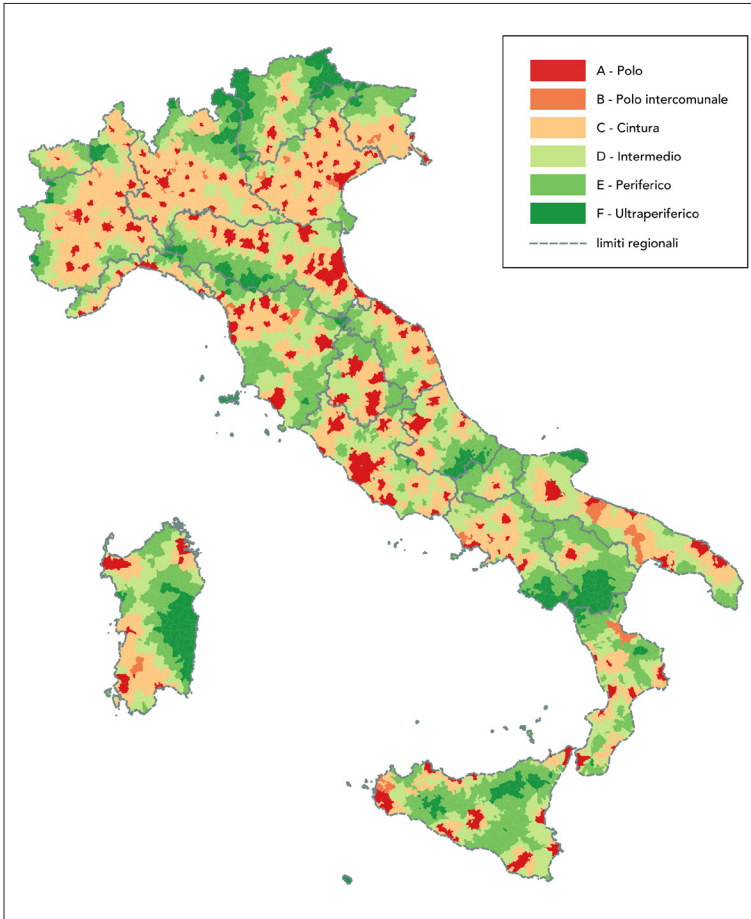 A - Polo
B - Polo intercomunale
C - Cintura
D - Intermedio
E - Periferico
F - Ultraperiferico
limiti regionali